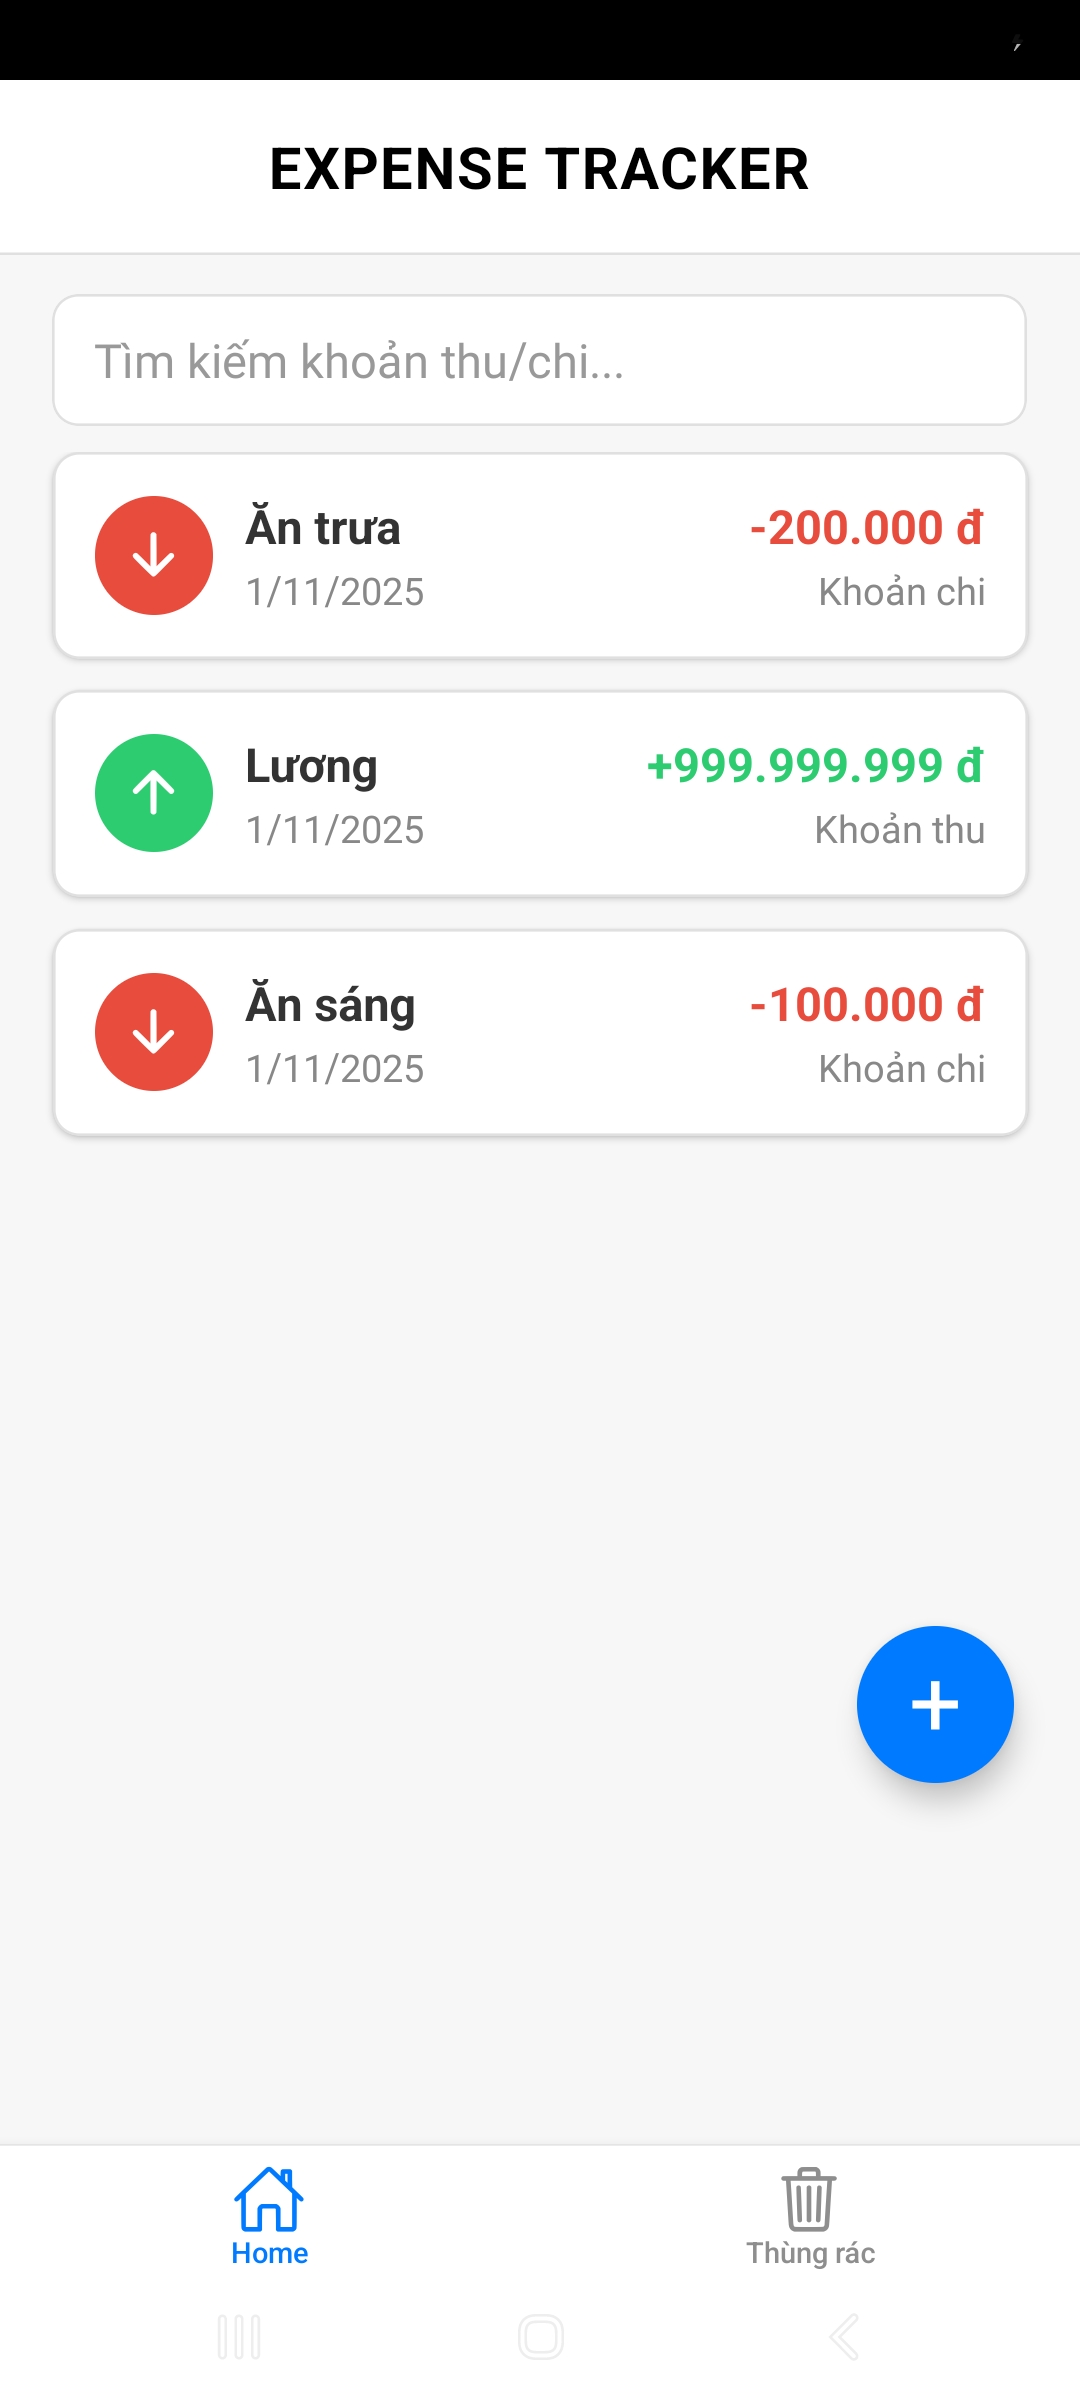 EXPENSE TRACKER
Tìm kiếm khoản thu/chi...
Ăn trưa
-200.000 đ
1/11/2025
Khoản chi
Lương
+999.999.999 đ
1/11/2025
Khoản thu
Ăn sáng
-100.000 đ
1/11/2025
Khoản chi
Home
Thùng rác